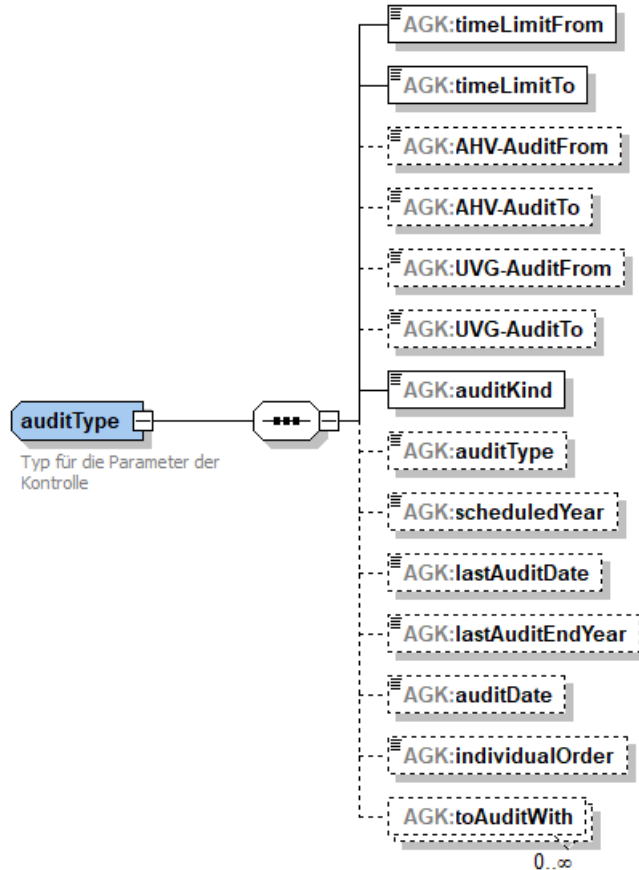 AGK:timeLimitFrom
AGK:timeLimitTo
AGK:AHV-AuditFrom
AGK:AHV-AuditTo
AGK:UVG-AuditFrom
AGK:UVG-AuditTo
AGK:auditKind
auditType
Typ für die Parameter der
Kontrolle
AGK:auditType
AGK:scheduledYear
AGK:lastAuditDate
AGK:lastAuditEndYear
AGK:auditDate
AGK:individualOrder
AGK:toAuditWith
0..∞